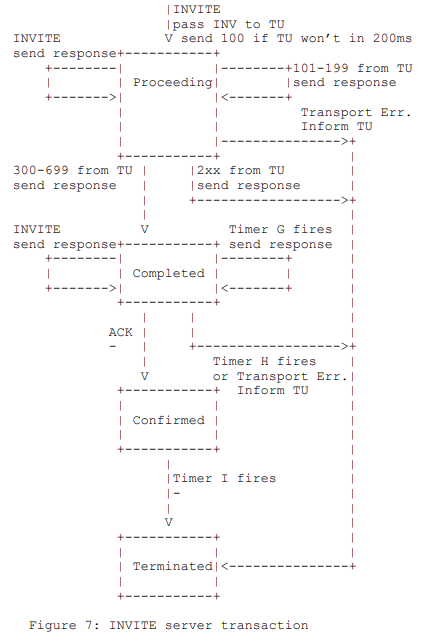 |INVITE
|pass INV to TU
INVITE V send 100 if TU won't in 200ms
send response+-----------+
+--------| |--------+101-199 from TU
| | Proceeding| |send response
+------->| |<-------+
| | Transport Err.
| | Inform TU
| |--------------->+
+-----------+ |
300-699 from TU | |2xx from TU |
send response | |send response |
| +------------------>+
| |
INVITE V Timer G fires |
send response+-----------+ send response |
+--------| |--------+ |
| | Completed | | |
+------->| |<-------+ |
+-----------+ |
| | |
ACK | | |
- | +------------------>+
| Timer H fires |
V or Transport Err.|
+-----------+ Inform TU |
| | |
| Confirmed | |
| | |
+-----------+ |
| |
|Timer I fires |
|- |
| |
V |
+-----------+ |
| | |
| Terminated|<---------------+
| |
+-----------+
Figure 7: INVITE server transaction